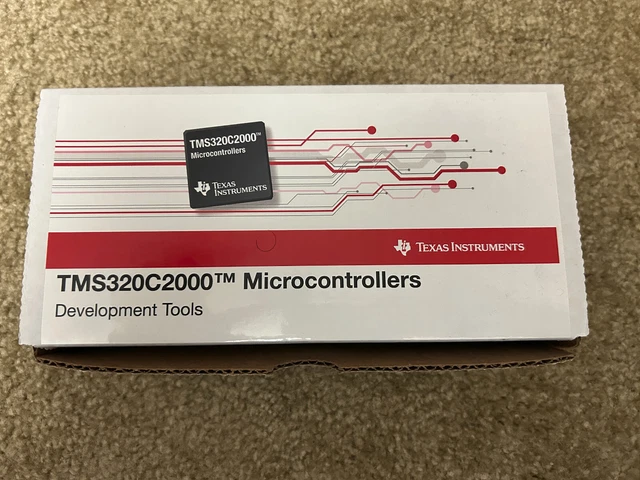 TMS320C2000™
Microcontrollers
TEXAS
INSTRUMENTS
TEXAS INSTRUMENTS
TMS320C2000™ Microcontrollers
Development Tools